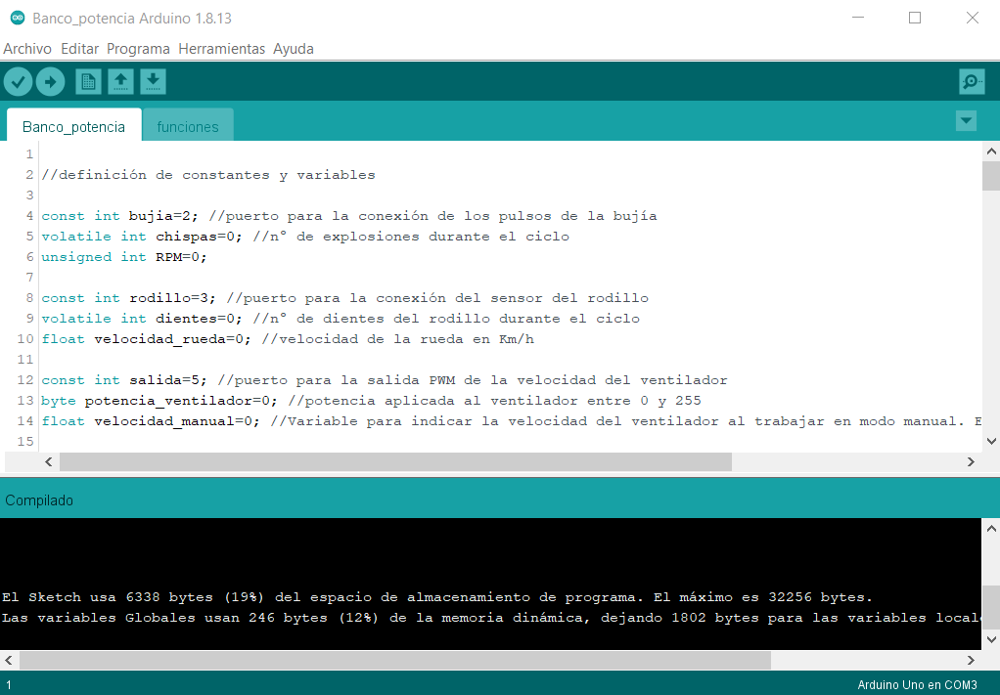 Banco_potencia Arduino 1.8.13
Archivo Editar Programa Herramientas Ayuda
Banco_potencia funciones
1
2 //definición de constantes y variables
3
4 const int bujia=2; //puerto para la conexión de los pulsos de la bujía
5 volatile int chispas=0; //nº de explosiones durante el ciclo
6 unsigned int RPM=0;
7
8 const int rodillo=3; //puerto para la conexión del sensor del rodillo
9 volatile int dientes=0; //nº de dientes del rodillo durante el ciclo
10 float velocidad_rueda=0; //velocidad de la rueda en Km/h
11
12 const int salida=5; //puerto para la salida PWM de la velocidad del ventilador
13 byte potencia_ventilador=0; //potencia aplicada al ventilador entre 0 y 255
14 float velocidad_manual=0; //Variable para indicar la velocidad del ventilador al trabajar en modo manual. E
15
Compilado
El Sketch usa 6338 bytes (19%) del espacio de almacenamiento de programa. El máximo es 32256 bytes.
Las variables Globales usan 246 bytes (12%) de la memoria dinámica, dejando 1802 bytes para las variables local
1
Arduino Uno en COM3